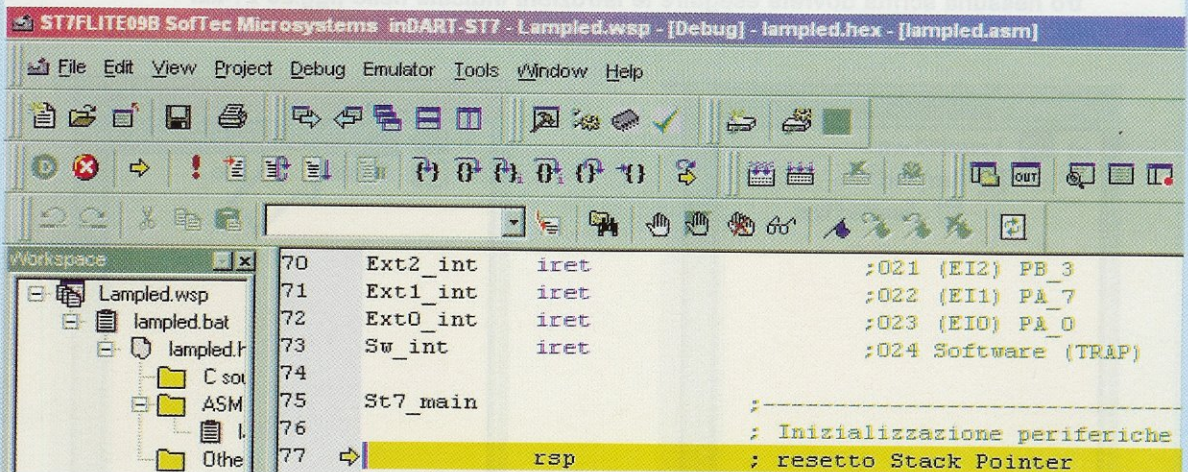 ST7FLITE09B SofTec Microsystems inDART-ST7 - Lampled.wsp - [Debug] - lampled.hex - [lampled.asm]
File Edit View Project Debug Emulator Tools Window Help
OUT
Workspace
Lampled.wsp
lampled.bat
lampled.h
C sou
ASM
l.
Othe
70 Ext2_int iret ;021 (EI2) PB_3
71 Ext1_int iret ;022 (EI1) PA_7
72 Ext0_int iret ;023 (EI0) PA_0
73 Sw_int iret ;024 Software (TRAP)
74
75 St7_main ;--------------------------------
76 ; Inizializzazione periferiche
77 rsp ; resetto Stack Pointer